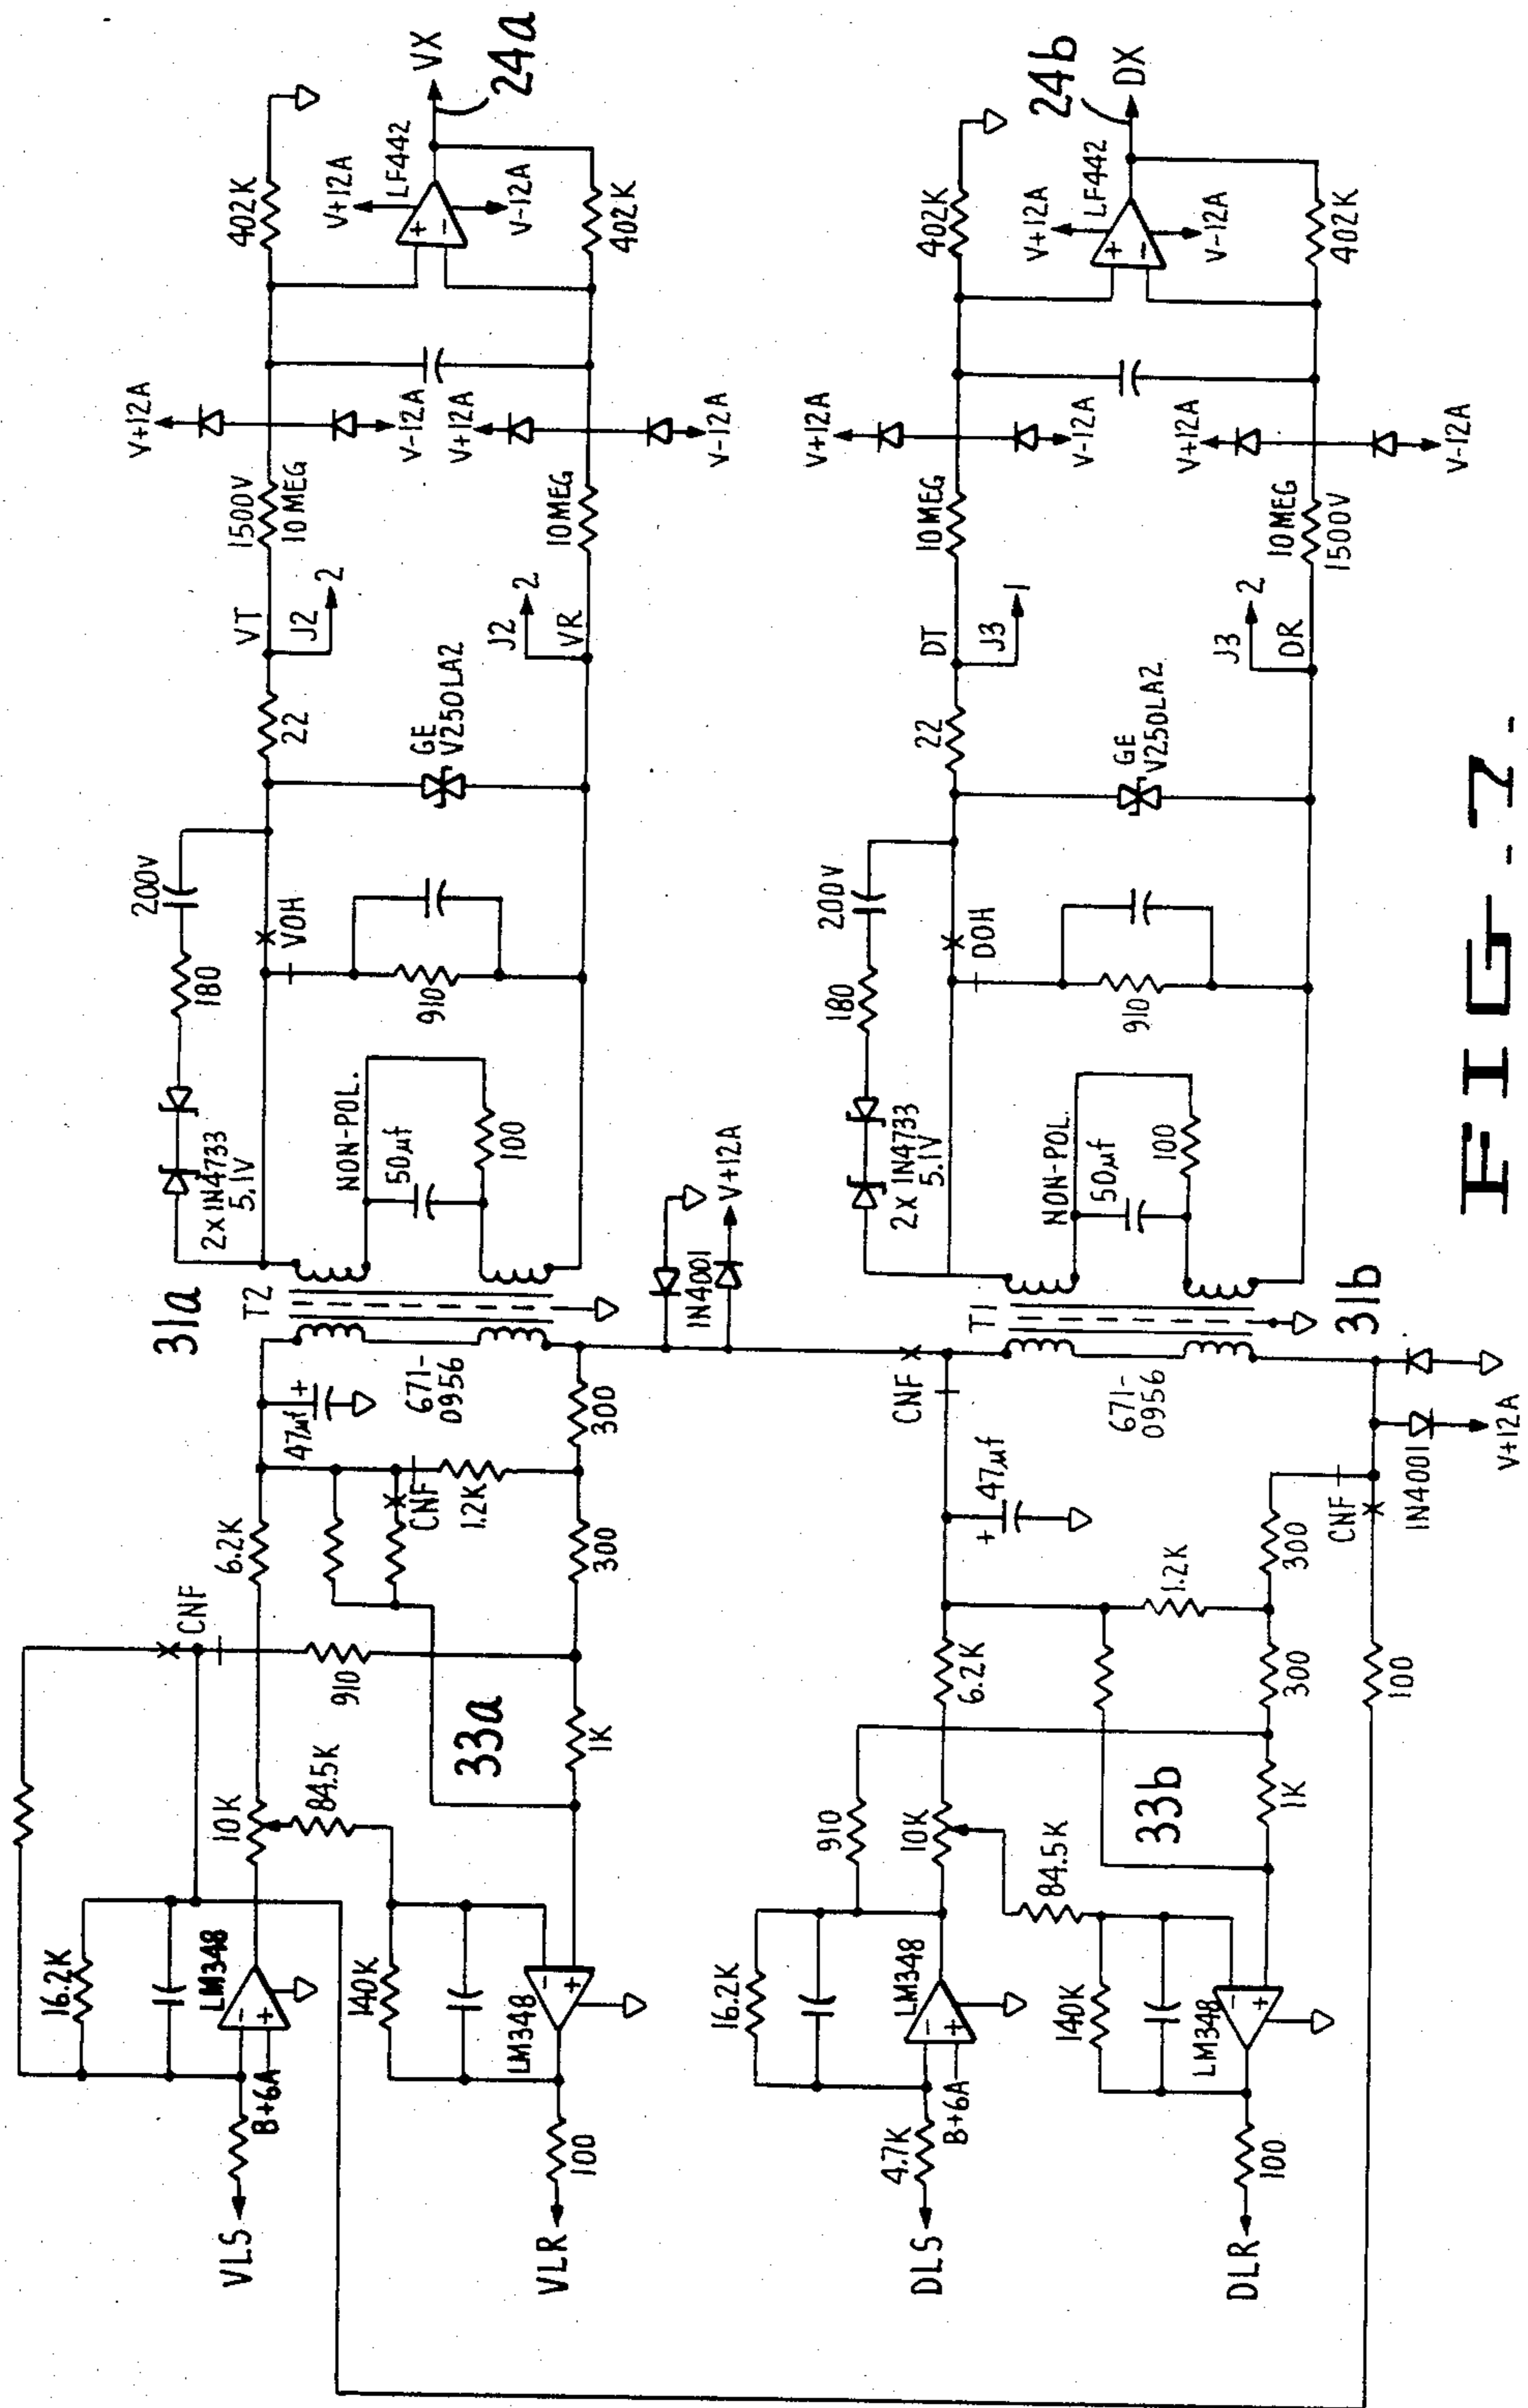 31a
T2
2x 1N4733
5.1V
180
200V
VOH
22
VT
J2
2
1500V
10 MEG
V+12A
V-12A
402K
V+12A
LF442
V-12A
VX
24a
402K
NON-POL.
50µf
100
910
GE
V250LA2
J2
2
VR
10MEG
V+12A
V-12A
16.2K
LM348
B+6A
VLS
CNF
10K
6.2K
47µf
+
671-
0956
84.5K
910
CNF
1.2K
300
300
1K
33a
140K
LM348
100
VLR
1N4001
V+12A
2x 1N4733
5.1V
180
200V
DOH
22
DT
J3
1
10MEG
V+12A
V-12A
402K
V+12A
LF442
V-12A
DX
24b
402K
NON-POL.
50µf
100
910
GE
V250LA2
J3
2
DR
10MEG
1500V
V+12A
V-12A
T1
31b
CNF
671-
0956
47µf
+
16.2K
LM348
B+6A
4.7K
DLS
910
10K
6.2K
84.5K
1.2K
300
300
1K
33b
140K
LM348
100
DLR
CNF
100
1N4001
V+12A
FIG-7-